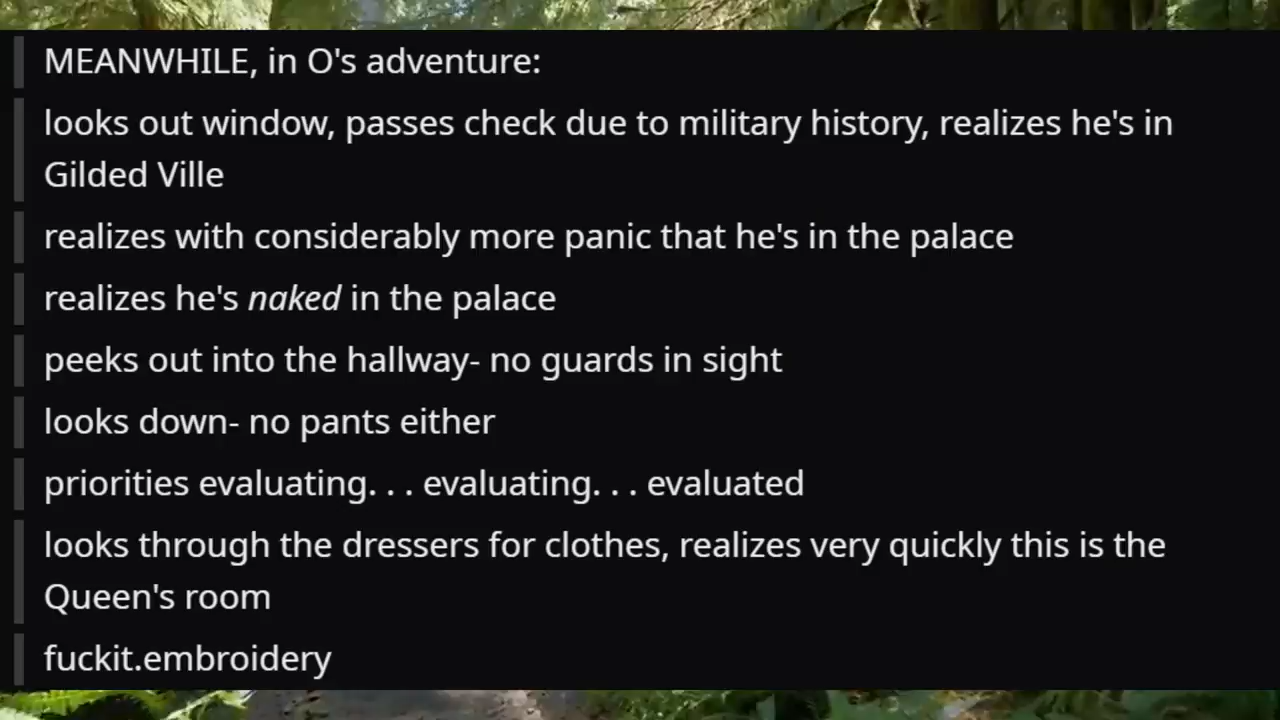 MEANWHILE, in O's adventure:
looks out window, passes check due to military history, realizes he's in
Gilded Ville
realizes with considerably more panic that he's in the palace
realizes he's naked in the palace
peeks out into the hallway- no guards in sight
looks down- no pants either
priorities evaluating. . . evaluating. . . evaluated
looks through the dressers for clothes, realizes very quickly this is the
Queen's room
fuckit.embroidery